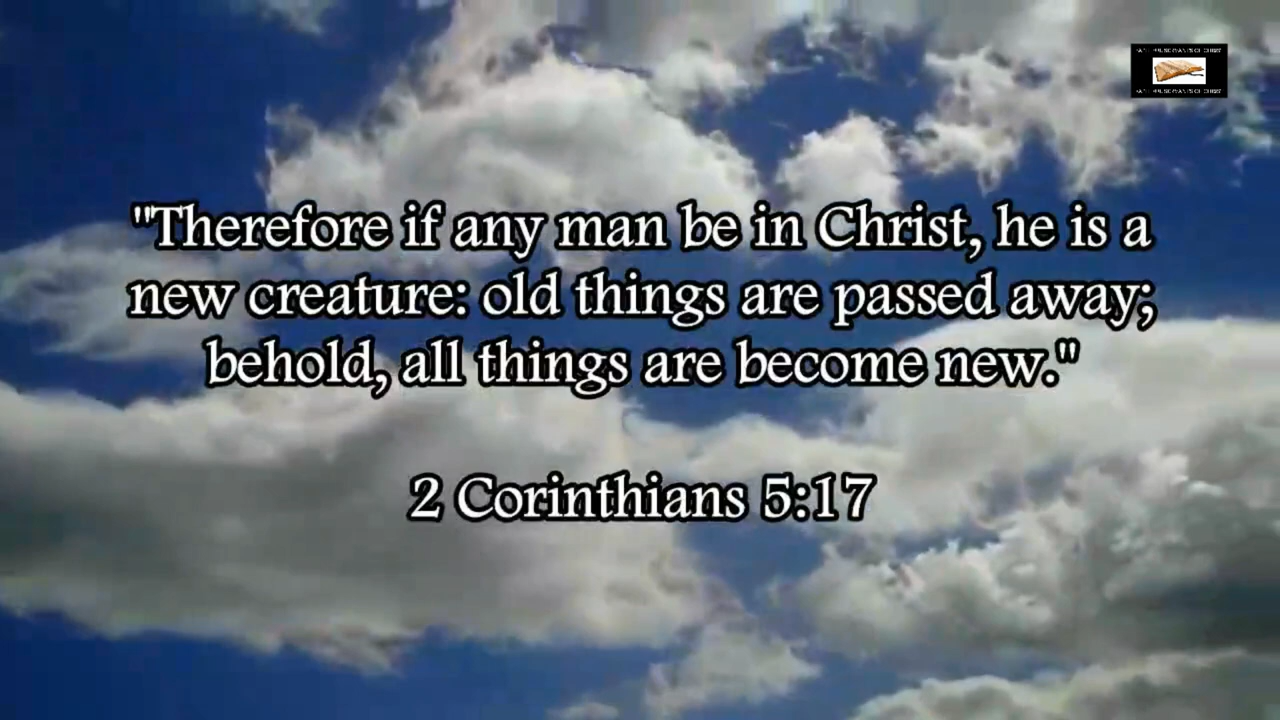 "Therefore if any man be in Christ, he is a
new creature: old things are passed away;
behold, all things are become new."
2 Corinthians 5:17